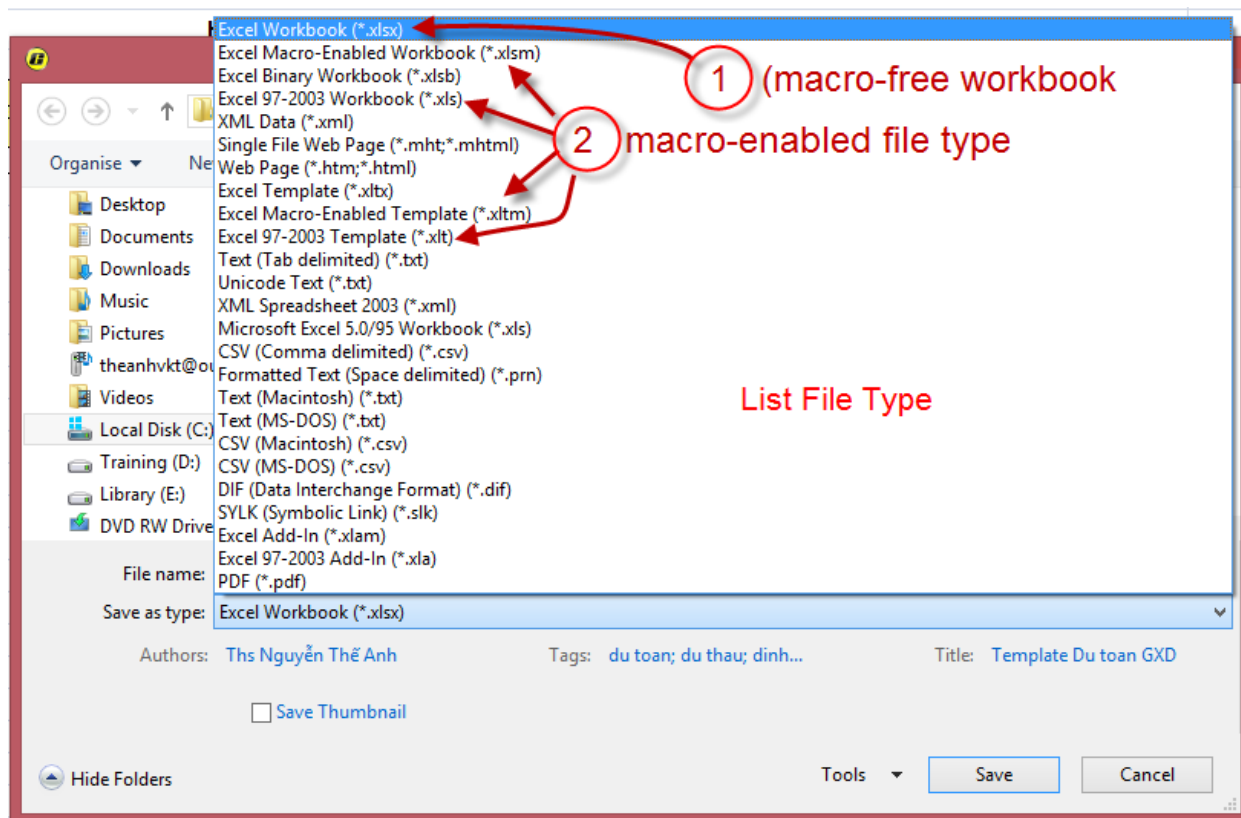 Excel Workbook (*.xlsx)
Excel Macro-Enabled Workbook (*.xlsm)
Excel Binary Workbook (*.xlsb)
Excel 97-2003 Workbook (*.xls)
XML Data (*.xml)
Single File Web Page (*.mht;*.mhtml)
Web Page (*.htm;*.html)
Excel Template (*.xltx)
Excel Macro-Enabled Template (*.xltm)
Excel 97-2003 Template (*.xlt)
Text (Tab delimited) (*.txt)
Unicode Text (*.txt)
XML Spreadsheet 2003 (*.xml)
Microsoft Excel 5.0/95 Workbook (*.xls)
CSV (Comma delimited) (*.csv)
Formatted Text (Space delimited) (*.prn)
Text (Macintosh) (*.txt)
Text (MS-DOS) (*.txt)
CSV (Macintosh) (*.csv)
CSV (MS-DOS) (*.csv)
DIF (Data Interchange Format) (*.dif)
SYLK (Symbolic Link) (*.slk)
Excel Add-In (*.xlam)
Excel 97-2003 Add-In (*.xla)
PDF (*.pdf)
1 (macro-free workbook
2 macro-enabled file type
List File Type
Organise Ne
Desktop
Documents
Downloads
Music
Pictures
theanhvkt@ou
Videos
Local Disk (C:)
Training (D:)
Library (E:)
DVD RW Drive
File name:
Save as type: Excel Workbook (*.xlsx)
Authors: Ths Nguyễn Thế Anh Tags: du toan; du thau; dinh... Title: Template Du toan GXD
Save Thumbnail
Hide Folders Tools Save Cancel